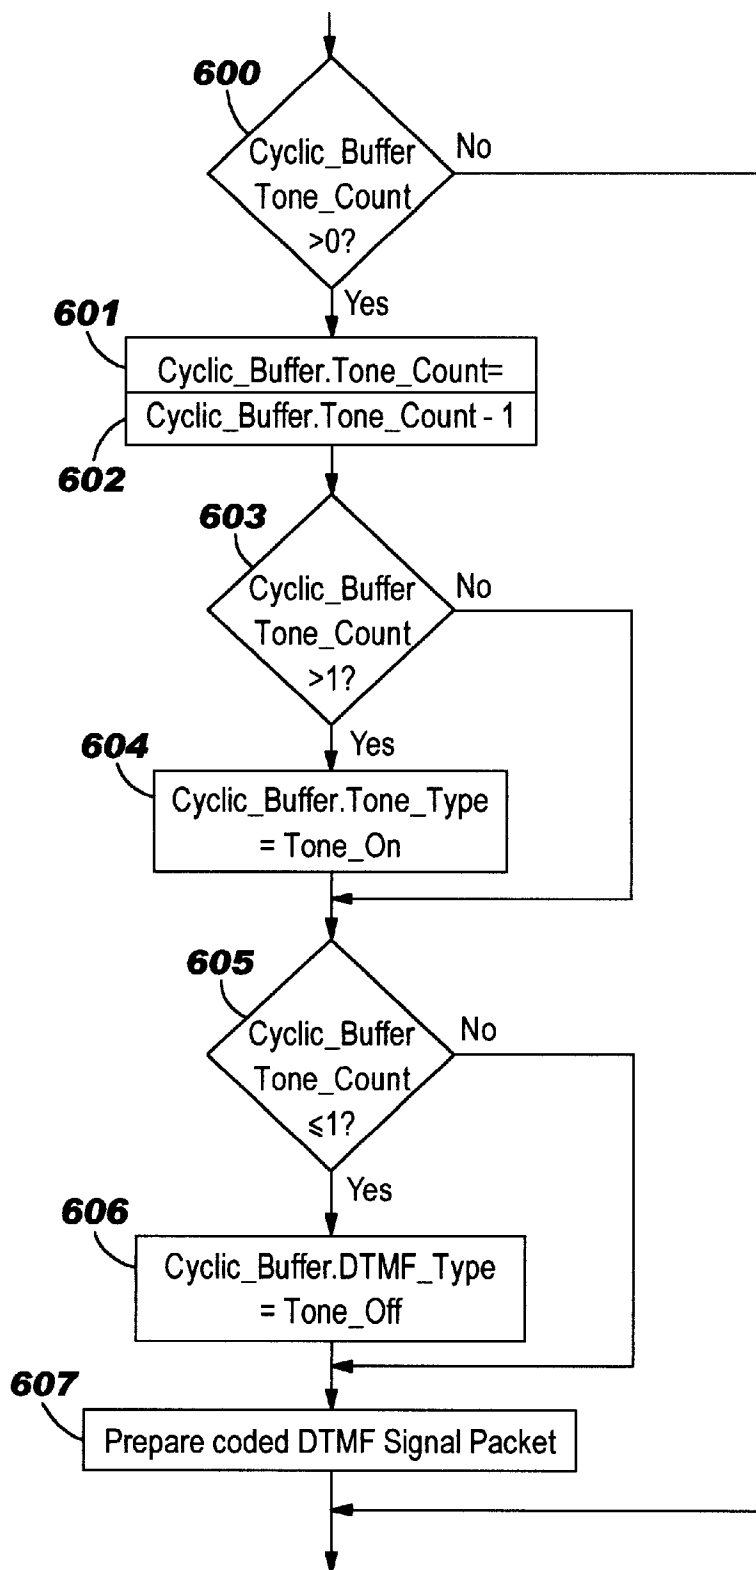 600
Cyclic_Buffer
Tone_Count
>0?
No
Yes
601
Cyclic_Buffer.Tone_Count=
Cyclic_Buffer.Tone_Count - 1
602
603
Cyclic_Buffer
Tone_Count
>1?
No
Yes
604
Cyclic_Buffer.Tone_Type
= Tone_On
605
Cyclic_Buffer
Tone_Count
⩽1?
No
Yes
606
Cyclic_Buffer.DTMF_Type
= Tone_Off
607
Prepare coded DTMF Signal Packet